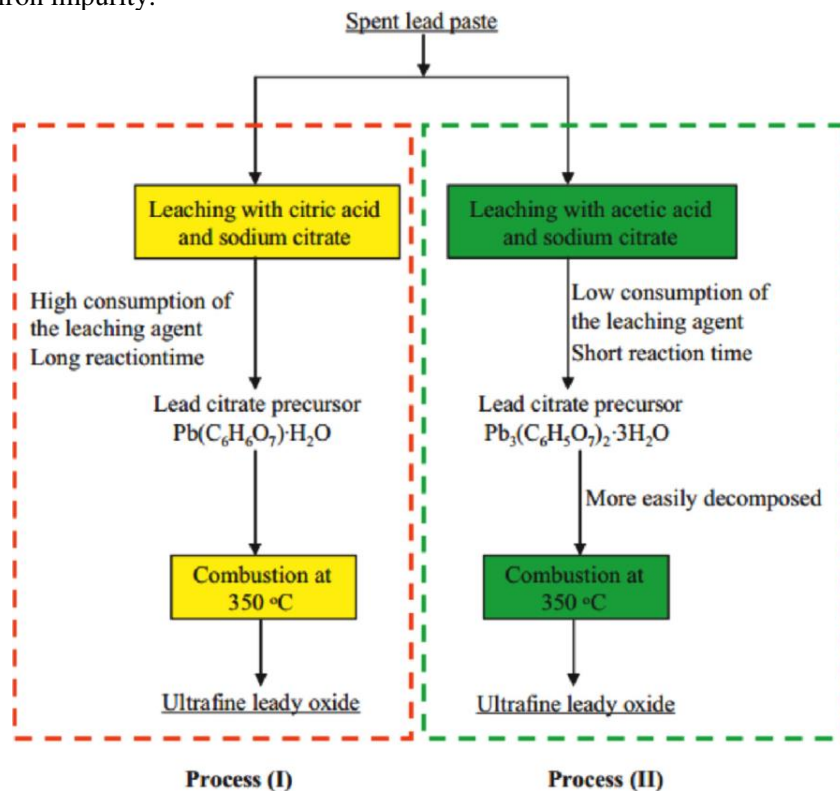 iron impurity.
Spent lead paste
Leaching with citric acid
and sodium citrate
High consumption of
the leaching agent
Long reactiontime
Lead citrate precursor
Pb(C₆H₆O₇)·H₂O
Combustion at
350 °C
Ultrafine leady oxide
Process (I)
Leaching with acetic acid
and sodium citrate
Low consumption of
the leaching agent
Short reaction time
Lead citrate precursor
Pb₃(C₆H₅O₇)₂·3H₂O
More easily decomposed
Combustion at
350 °C
Ultrafine leady oxide
Process (II)